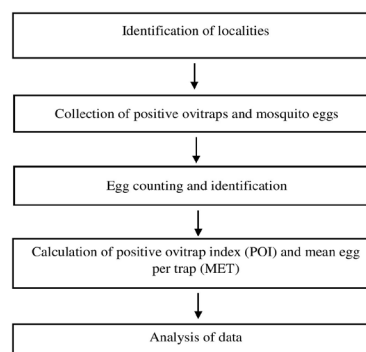 Identification of localities
Collection of positive ovitraps and mosquito eggs
Egg counting and identification
Calculation of positive ovitrap index (POI) and mean egg
per trap (MET)
Analysis of data